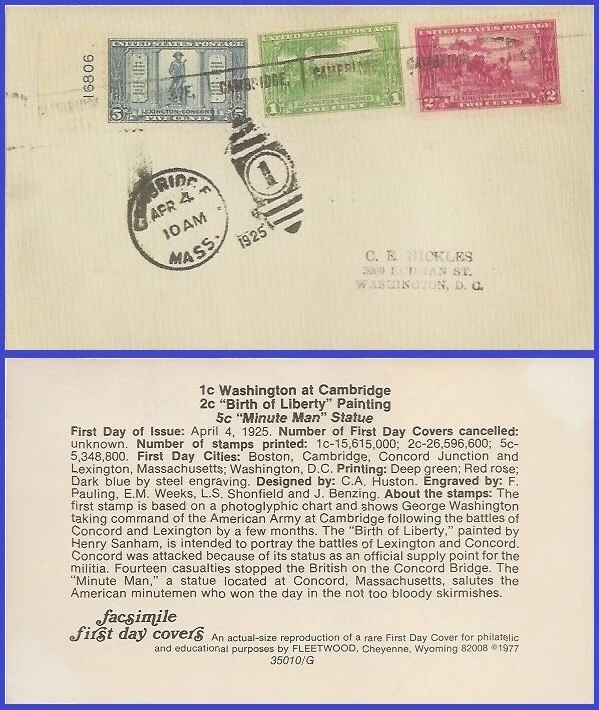 16806
UNITED STATES POSTAGE
LEXINGTON-CONCORD
5 FIVE CENTS 5
UNITED STATES POSTAGE
LEXINGTON-CONCORD
1 ONE CENT 1
UNITED STATES POSTAGE
LEXINGTON-CONCORD
2 TWO CENTS 2
CAMBRIDGE, CAMBRIDGE
CAMBRIDGE
APR 4
10 AM
MASS.
1
1925
C. E. NICKLES
ST.
WASHINGTON, D. C.
1c Washington at Cambridge
2c "Birth of Liberty" Painting
5c "Minute Man" Statue
First Day of Issue: April 4, 1925. Number of First Day Covers cancelled:
unknown. Number of stamps printed: 1c-15,615,000; 2c-26,596,600; 5c-
5,348,800. First Day Cities: Boston, Cambridge, Concord Junction and
Lexington, Massachusetts; Washington, D.C. Printing: Deep green; Red rose;
Dark blue by steel engraving. Designed by: C.A. Huston. Engraved by: F.
Pauling, E.M. Weeks, L.S. Shonfield and J. Benzing. About the stamps: The
first stamp is based on a photoglyphic chart and shows George Washington
taking command of the American Army at Cambridge following the battles of
Concord and Lexington by a few months. The "Birth of Liberty," painted by
Henry Sanham, is intended to portray the battles of Lexington and Concord.
Concord was attacked because of its status as an official supply point for the
militia. Fourteen casualties stopped the British on the Concord Bridge. The
"Minute Man," a statue located at Concord, Massachusetts, salutes the
American minutemen who won the day in the not too bloody skirmishes.
facsimile
first day covers An actual-size reproduction of a rare First Day Cover for philatelic
and educational purposes by FLEETWOOD, Cheyenne, Wyoming 82008 ©1977
35010/G